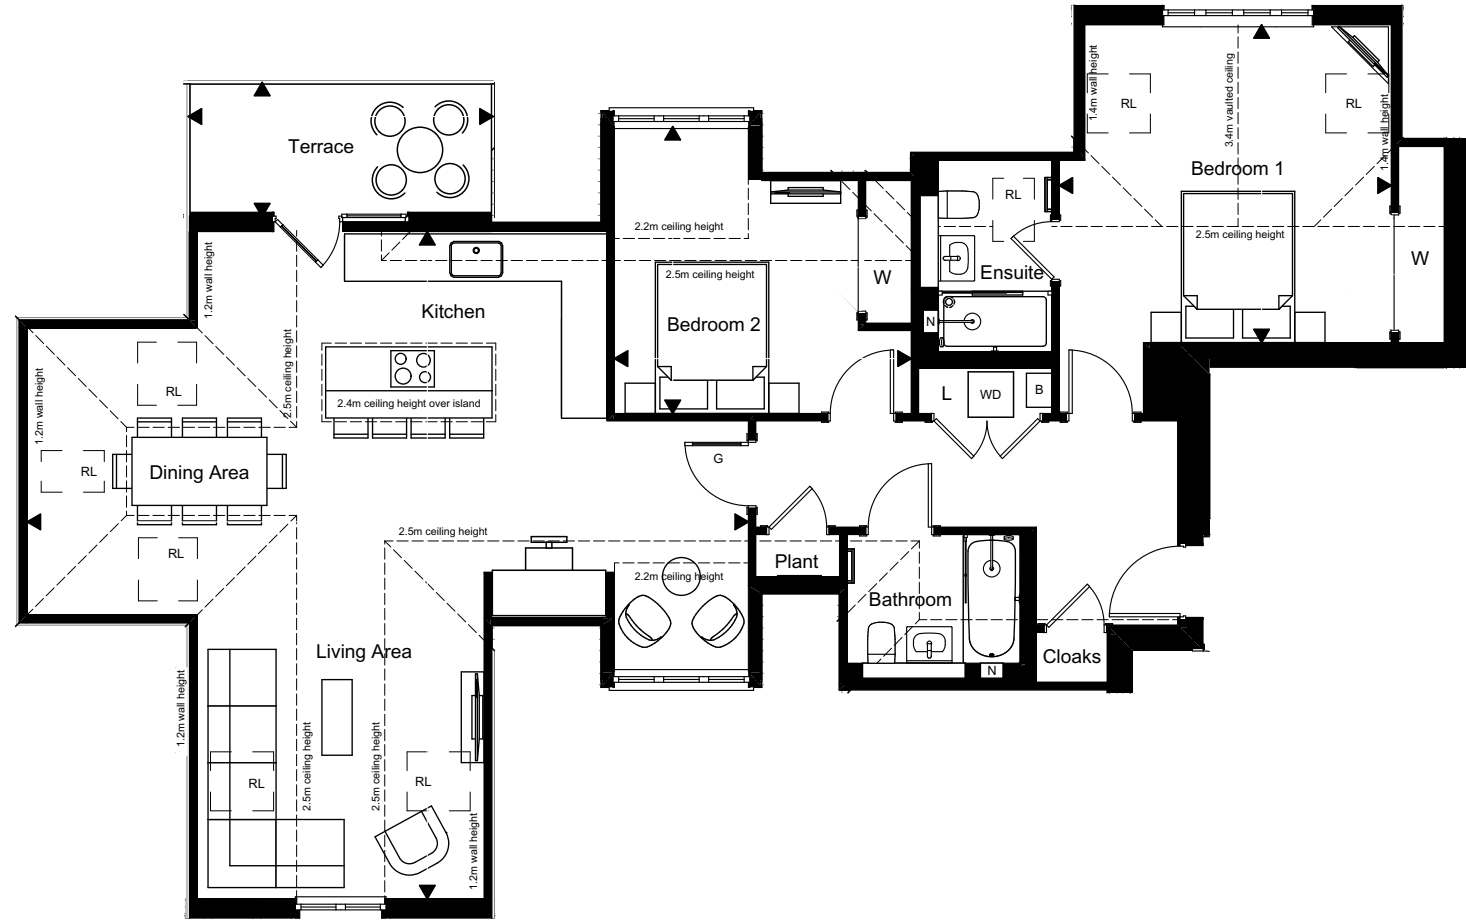 Terrace
1.4m wall height
RL
3.4m vaulted ceiling
RL
1.4m wall height
Bedroom 1
RL
2.2m ceiling height
2.5m ceiling height
W
2.5m ceiling height
W
Ensuite
1.2m wall height
Kitchen
Bedroom 2
N
2.5m ceiling height
RL
2.4m ceiling height over island
L
WD
B
1.2m wall height
RL
Dining Area
G
2.5m ceiling height
RL
Plant
2.2m ceiling height
Bathroom
Living Area
Cloaks
N
1.2m wall height
2.5m ceiling height
2.5m ceiling height
RL
RL
1.2m wall height